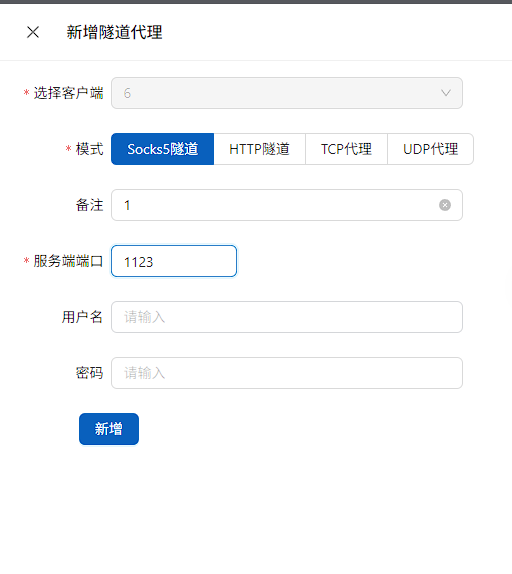 新增隧道代理
* 选择客户端 6
* 模式 Socks5隧道 HTTP隧道 TCP代理 UDP代理
备注 1
* 服务端端口 1123
用户名 请输入
密码 请输入
新增